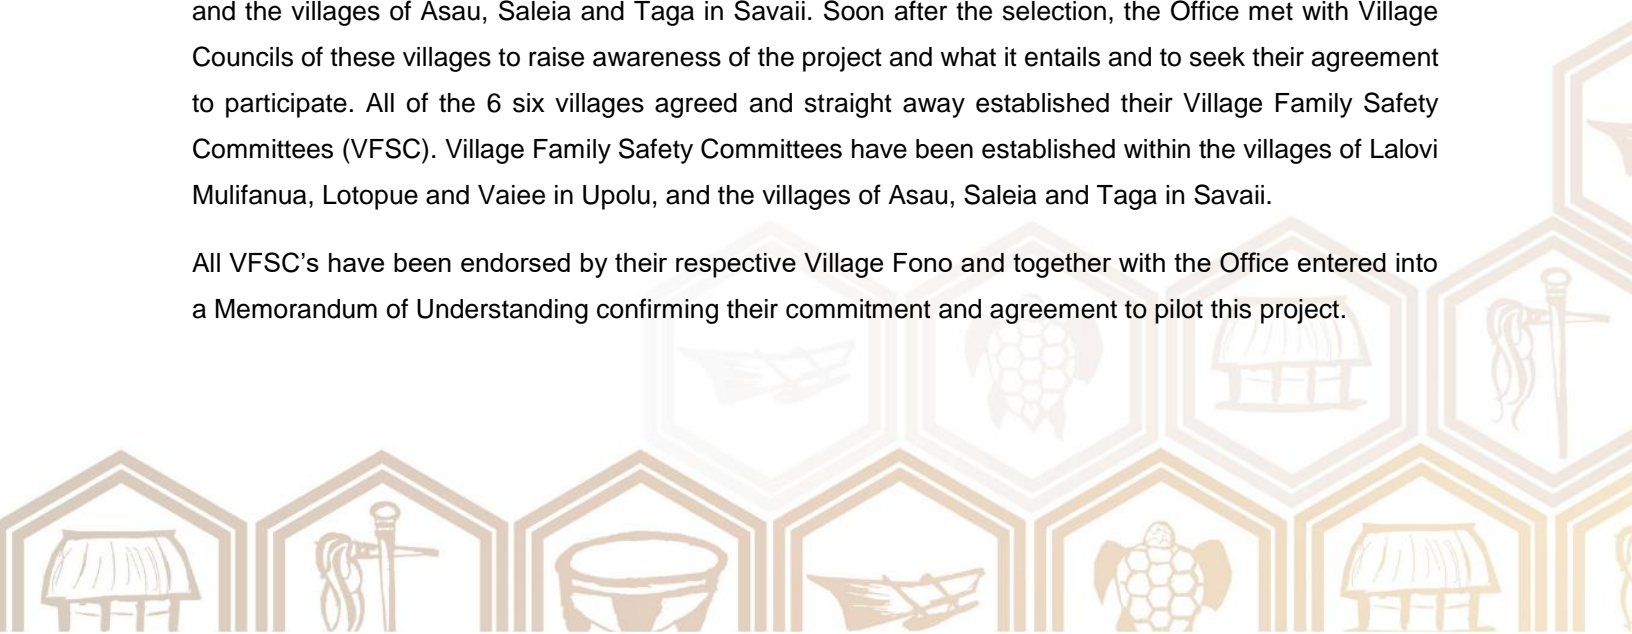 and the villages of Asau, Saleia and Taga in Savaii. Soon after the selection, the Office met with Village
Councils of these villages to raise awareness of the project and what it entails and to seek their agreement
to participate. All of the 6 six villages agreed and straight away established their Village Family Safety
Committees (VFSC). Village Family Safety Committees have been established within the villages of Lalovi
Mulifanua, Lotopue and Vaiee in Upolu, and the villages of Asau, Saleia and Taga in Savaii.
All VFSC’s have been endorsed by their respective Village Fono and together with the Office entered into
a Memorandum of Understanding confirming their commitment and agreement to pilot this project.